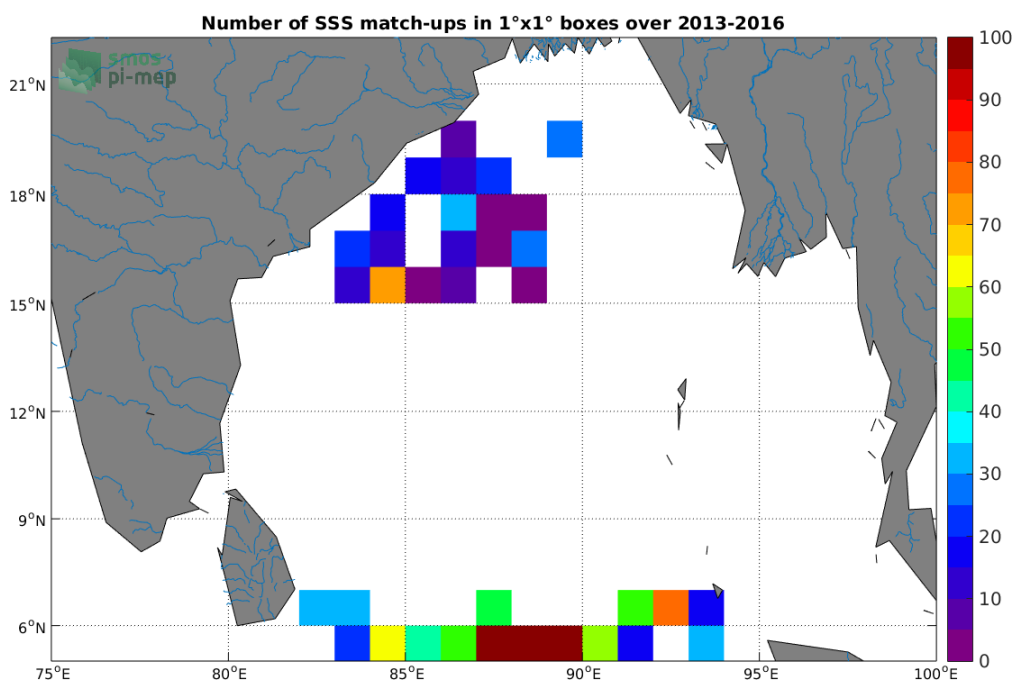 Number of SSS match-ups in 1°x1° boxes over 2013-2016
smos
pi-mep
21°N
18°N
15°N
12°N
9°N
6°N
75°E
80°E
85°E
90°E
95°E
100°E
100
90
80
70
60
50
40
30
20
10
0